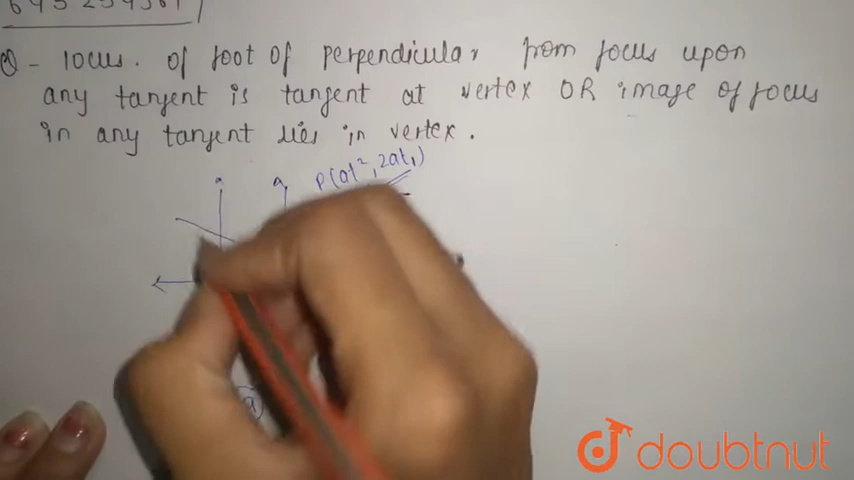 Q - locus. of foot of perpendicular, from focus upon
any tangent is tangent at vertex OR image of focus
in any tangent lies in vertex.
P(at², 2at₁)
doubtnut